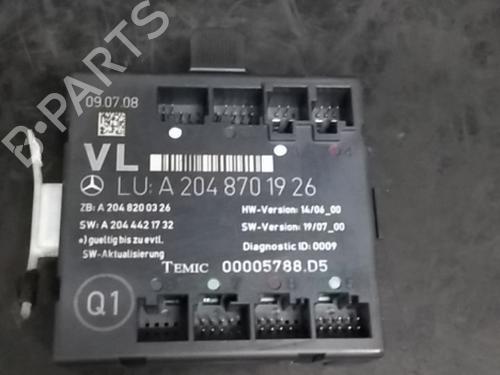 B-PARTS
09.07.08
VL
LU: A 204 870 19 26
ZB: A 204 820 03 26
HW-Version: 14/06_00
SW: A 204 442 17 32
SW-Version: 19/07_00
*) gueltig bis zu evtl.
SW-Aktualisierung
Diagnostic ID: 0009
TEMIC 00005788.D5
Q1